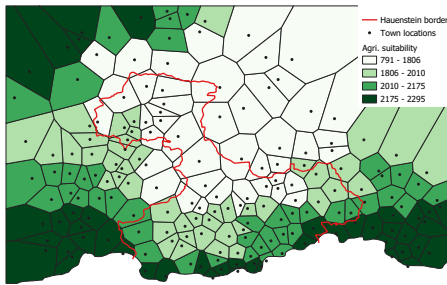 Hauenstein border
Town locations
Agri. suitability
791 - 1806
1806 - 2010
2010 - 2175
2175 - 2295